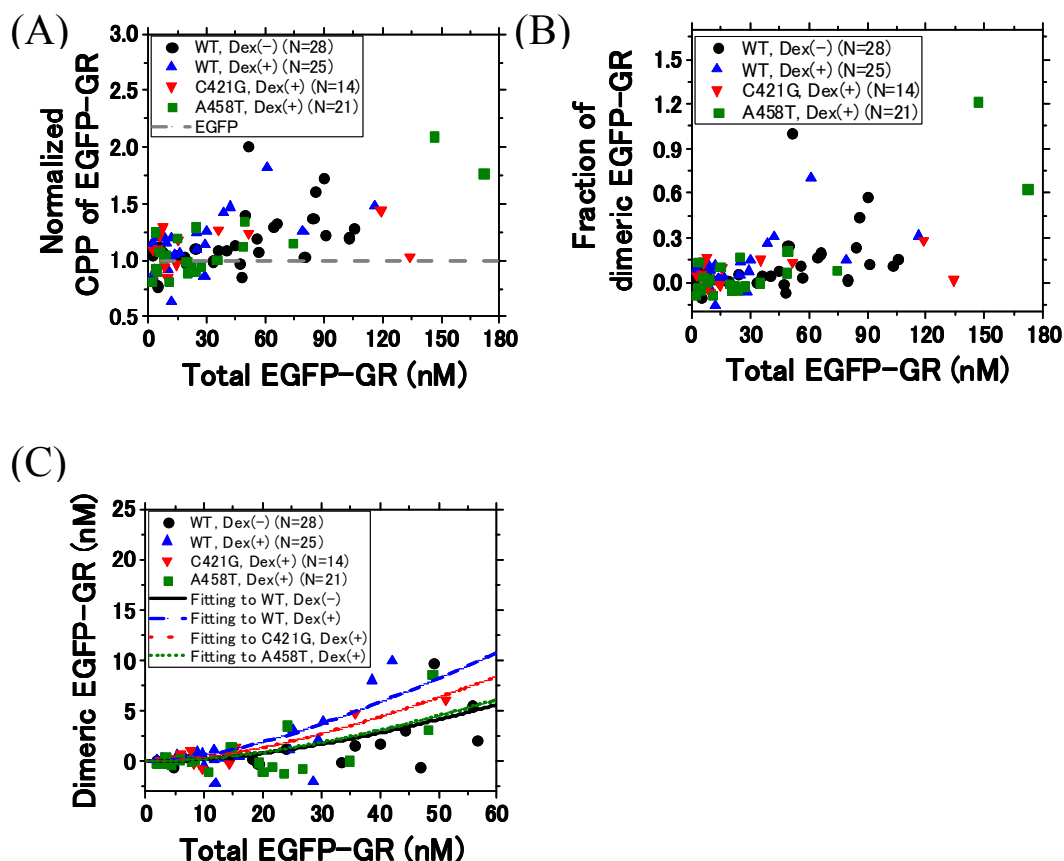 (A)
Normalized
CPP of EGFP-GR
3.0
2.5
2.0
1.5
1.0
0.5
WT, Dex(−) (N=28)
WT, Dex(+) (N=25)
C421G, Dex(+) (N=14)
A458T, Dex(+) (N=21)
EGFP
0 30 60 90 120 150 180
Total EGFP-GR (nM)
(B)
Fraction of
dimeric EGFP-GR
1.5
1.2
0.9
0.6
0.3
0.0
WT, Dex(−) (N=28)
WT, Dex(+) (N=25)
C421G, Dex(+) (N=14)
A458T, Dex(+) (N=21)
0 30 60 90 120 150 180
Total EGFP-GR (nM)
(C)
Dimeric EGFP-GR (nM)
25
20
15
10
5
0
WT, Dex(−) (N=28)
WT, Dex(+) (N=25)
C421G, Dex(+) (N=14)
A458T, Dex(+) (N=21)
Fitting to WT, Dex(−)
Fitting to WT, Dex(+)
Fitting to C421G, Dex(+)
Fitting to A458T, Dex(+)
0 10 20 30 40 50 60
Total EGFP-GR (nM)